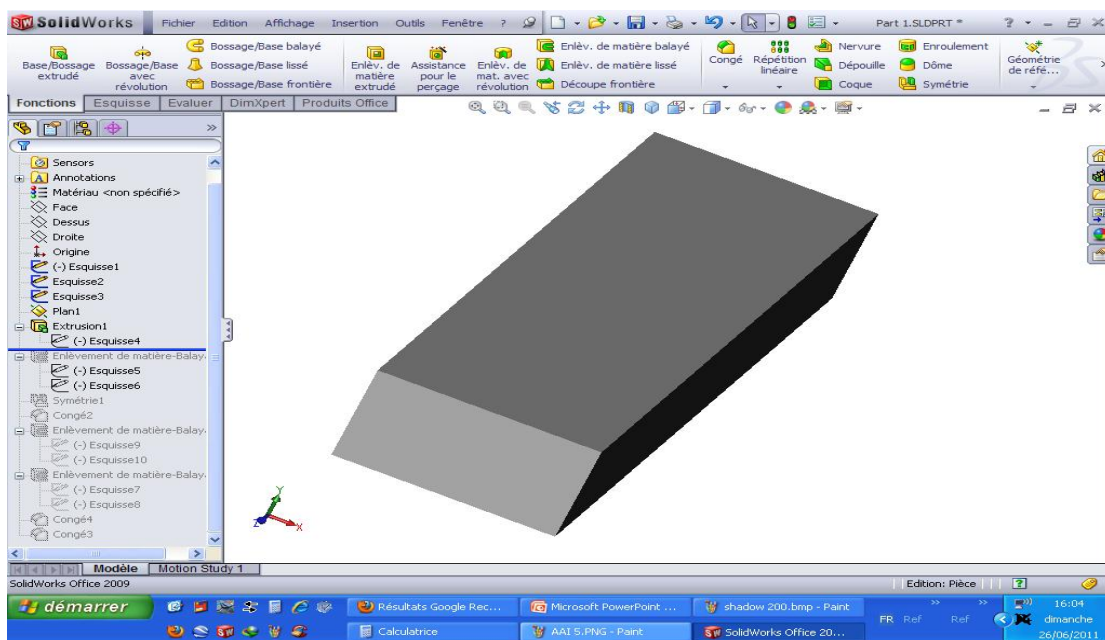 SolidWorks Fichier Edition Affichage Insertion Outils Fenêtre ? Part 1.SLDPRT *
Base/Bossage extrudé
Bossage/Base avec révolution
Bossage/Base balayé
Bossage/Base lissé
Bossage/Base frontière
Enlèv. de matière extrudé
Assistance pour le perçage
Enlèv. de mat. avec révolution
Enlèv. de matière balayé
Enlèv. de matière lissé
Découpe frontière
Congé
Répétition linéaire
Nervure
Dépouille
Coque
Enroulement
Dôme
Symétrie
Géométrie de réfé...
Fonctions Esquisse Evaluer DimXpert Produits Office
Sensors
Annotations
Matériau <non spécifié>
Face
Dessus
Droite
Origine
(-) Esquisse1
Esquisse2
Esquisse3
Plan1
Extrusion1
(-) Esquisse4
Enlèvement de matière-Balay
(-) Esquisse5
(-) Esquisse6
Symétrie1
Congé2
Enlèvement de matière-Balay
(-) Esquisse9
(-) Esquisse10
Enlèvement de matière-Balay
(-) Esquisse7
(-) Esquisse8
Congé4
Congé3
Y
Z X
Modèle Motion Study 1
SolidWorks Office 2009 Edition: Pièce
démarrer Résultats Google Rec... Microsoft PowerPoint ... shadow 200.bmp - Paint 16:04
FR Ref Ref dimanche
Calculatrice AAI 5.PNG - Paint SolidWorks Office 20... 26/06/2011